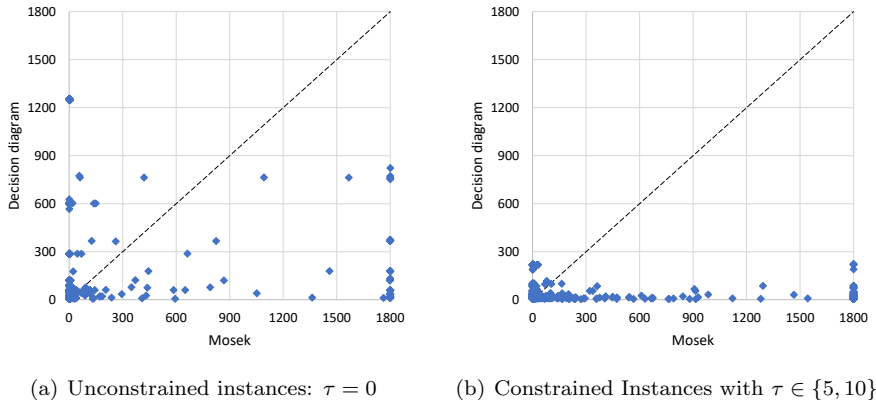 1800
1500
1200
900
600
300
0
Decision diagram
0 300 600 900 1200 1500 1800
Mosek
1800
1500
1200
900
600
300
0
Decision diagram
0 300 600 900 1200 1500 1800
Mosek
(a) Unconstrained instances: τ = 0
(b) Constrained Instances with τ ∈ {5, 10}